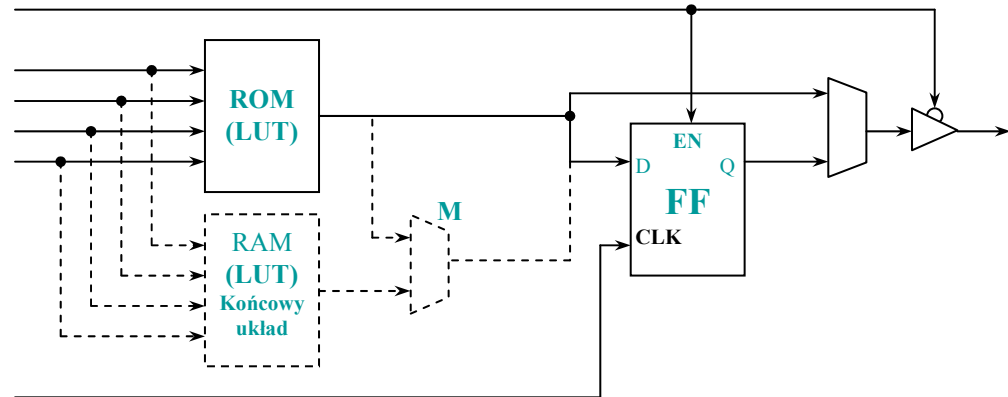 ROM
(LUT)
EN
D
Q
FF
CLK
M
RAM
(LUT)
Końcowy
układ